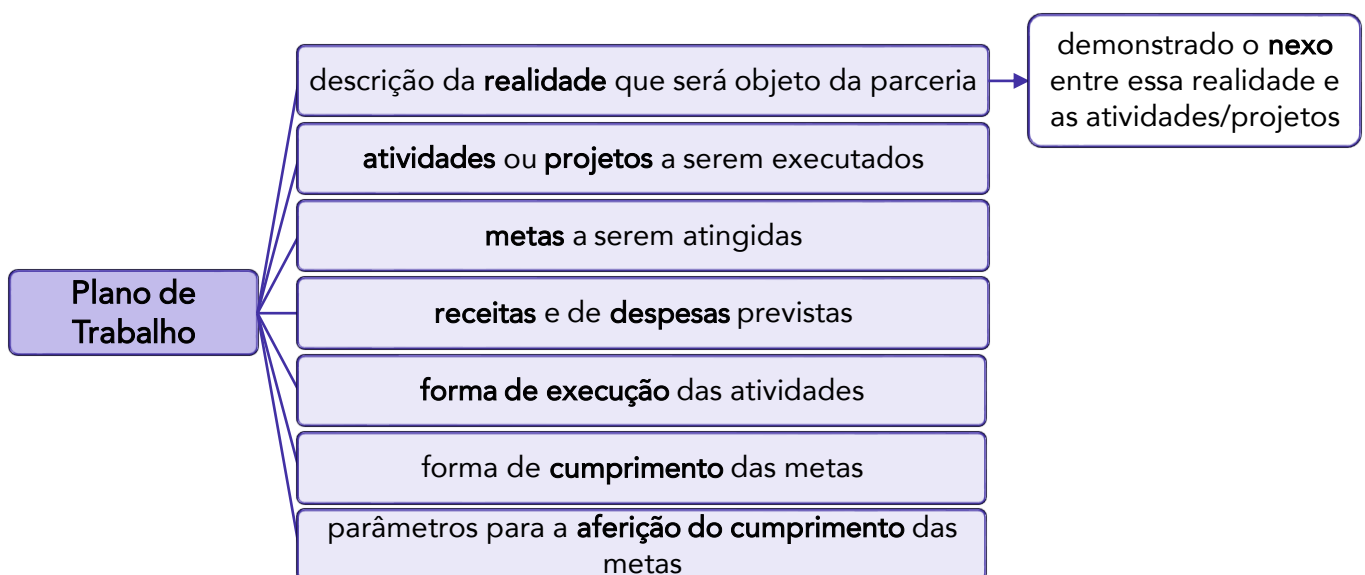 demonstrado o nexo
entre essa realidade e
as atividades/projetos
descrição da realidade que será objeto da parceria
atividades ou projetos a serem executados
metas a serem atingidas
Plano de
Trabalho
receitas e de despesas previstas
forma de execução das atividades
forma de cumprimento das metas
parâmetros para a aferição do cumprimento das
metas